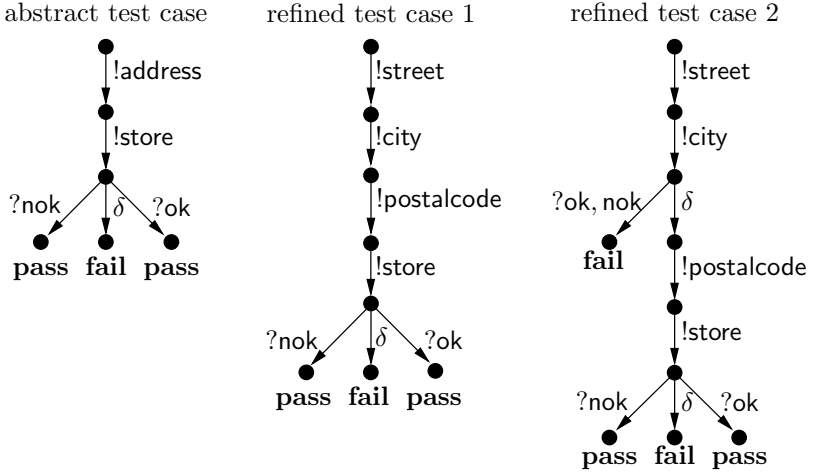 abstract test case
!address
!store
?nok δ ?ok
pass fail pass
refined test case 1
!street
!city
!postalcode
!store
?nok δ ?ok
pass fail pass
refined test case 2
!street
!city
?ok, nok δ
fail
!postalcode
!store
?nok δ ?ok
pass fail pass